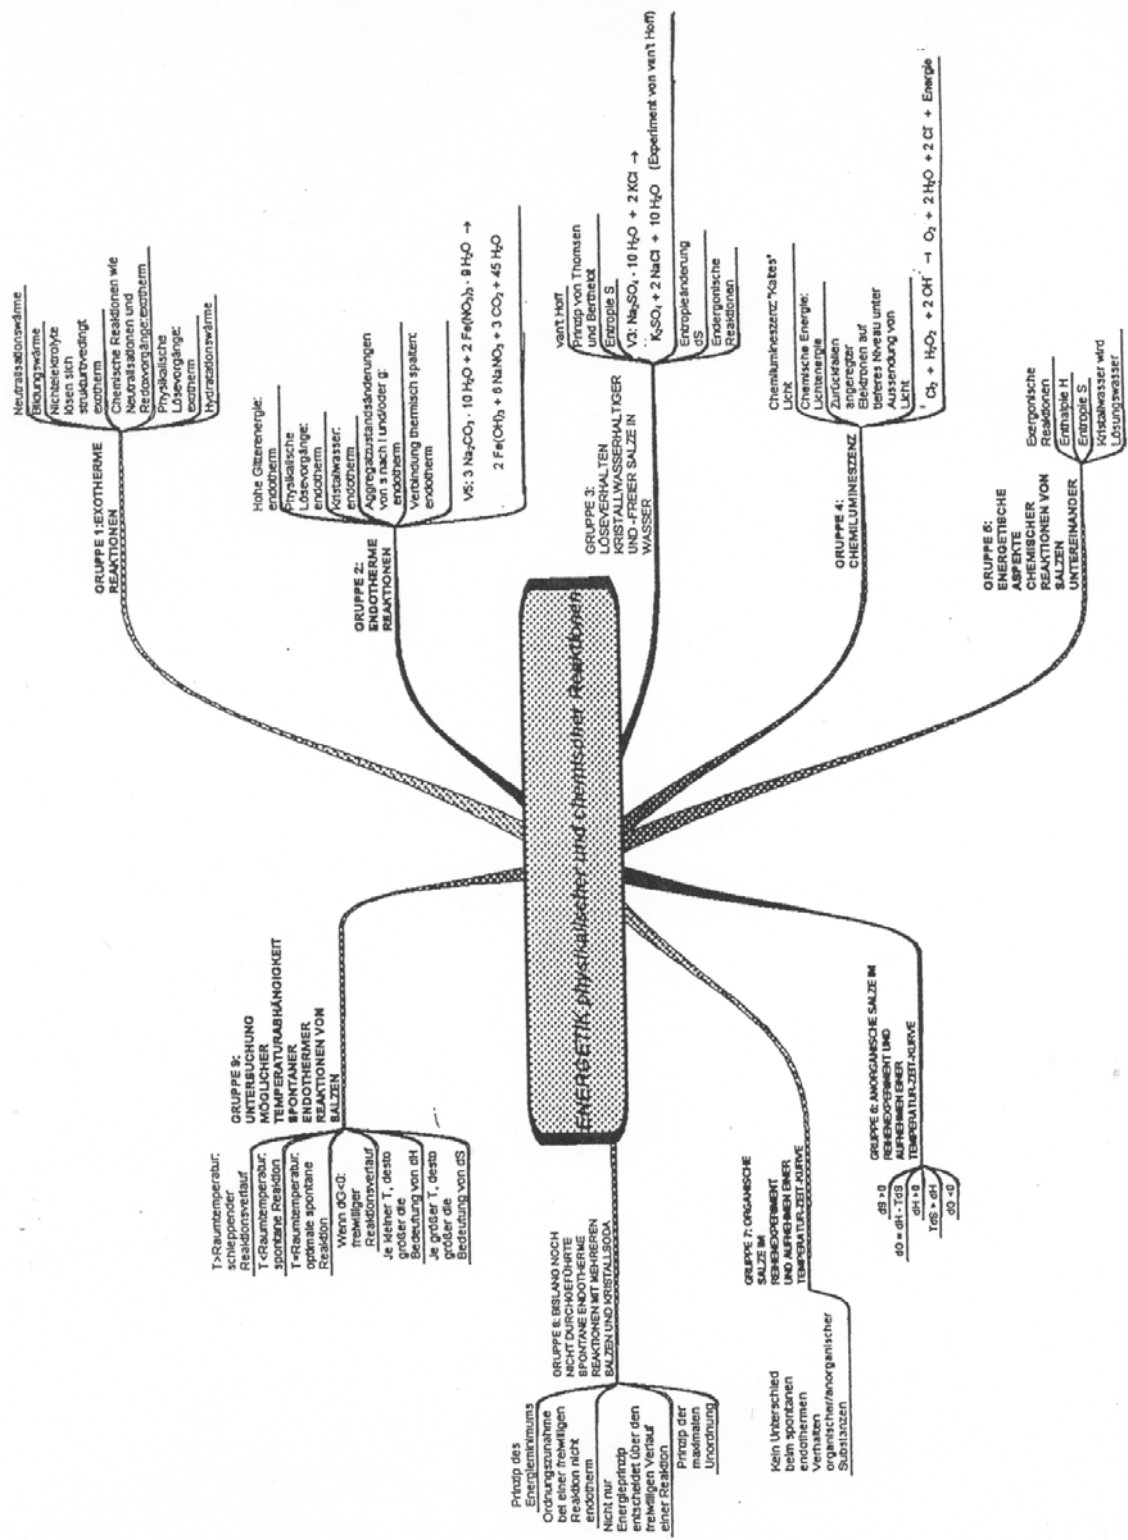 ENERGETIK physikalischer und chemischer Reaktionen
GRUPPE 1: EXOTHERME
REAKTIONEN
Neutralisationswärme
Bildungswärme
Nichtelektrolyte
lösen sich
strukturbedingt
exotherm
Chemische Reaktionen wie
Neutralisationen und
Redoxvorgänge:exotherm
Physikalische
Lösevorgänge:
exotherm
Hydratationswärme
GRUPPE 2:
ENDOTHERME
REAKTIONEN
Hohe Gitterenergie:
endotherm
Physikalische
Lösevorgänge:
endotherm
Kristallwasser:
endotherm
Aggregatzustandsänderungen
von s nach l und/oder g:
endotherm
Verbindung thermisch spalten:
endotherm
V5: 3 Na₂CO₃ · 10 H₂O + 2 Fe(NO₃)₃ · 9 H₂O →
2 Fe(OH)₃ + 6 NaNO₃ + 3 CO₂ + 45 H₂O
GRUPPE 3:
LÖSEVERHALTEN
KRISTALLWASSERHALTIGER
UND -FREIER SALZE IN
WASSER
van't Hoff
Prinzip von Thomsen
und Berthelot
Entropie S
V3: Na₂SO₄ · 10 H₂O + 2 KCl →
K₂SO₄ + 2 NaCl + 10 H₂O (Experiment von van't Hoff)
Entropieänderung
dS
Endergonische
Reaktionen
GRUPPE 4:
CHEMILUMINESZENZ
Chemilumineszenz:"Kaltes"
Licht
Chemische Energie:
Lichtenergie
Zurückfallen
angeregter
Elektronen auf
tieferes Niveau unter
Aussendung von
Licht
Cl₂ + H₂O₂ + 2 OH⁻ → O₂ + 2 H₂O + 2 Cl⁻ + Energie
GRUPPE 5:
ENERGETISCHE
ASPEKTE
CHEMISCHER
REAKTIONEN VON
SALZEN
UNTEREINANDER
Exergonische
Reaktionen
Enthalpie H
Entropie S
Kristallwasser wird
Lösungswasser
GRUPPE 6: ANORGANISCHE SALZE IM
REIHENEXPERIMENT UND
AUFNEHMEN EINER
TEMPERATUR-ZEIT-KURVE
dS >0
dG = dH - TdS
dH >0
TdS > dH
dG <0
GRUPPE 7: ORGANISCHE
SALZE IM
REIHENEXPERIMENT
UND AUFNEHMEN EINER
TEMPERATUR-ZEIT-KURVE
Kein Unterschied
beim spontanen
endothermen
Verhalten
organischer/anorganischer
Substanzen
GRUPPE 8: BISLANG NOCH
NICHT DURCHGEFÜHRTE
SPONTANE ENDOTHERME
REAKTIONEN MIT MEHREREN
SALZEN UND KRISTALLSODA
Prinzip des
Energieminimums
Ordnungszunahme
bei einer freiwilligen
Reaktion nicht
endotherm
Nicht nur
Energieprinzip
entscheidet über den
freiwilligen Verlauf
einer Reaktion
Prinzip der
maximalen
Unordnung
GRUPPE 9:
UNTERSUCHUNG
MÖGLICHER
TEMPERATURABHÄNGIGKEIT
SPONTANER
ENDOTHERMER
REAKTIONEN VON
SALZEN
T>Raumtemperatur:
schleppender
Reaktionsverlauf
T<Raumtemperatur:
spontane Reaktion
T=Raumtemperatur:
optimale spontane
Reaktion
Wenn dG<0:
freiwilliger
Reaktionsverlauf
Je kleiner T, desto
größer die
Bedeutung von dH
Je größer T, desto
größer die
Bedeutung von dS